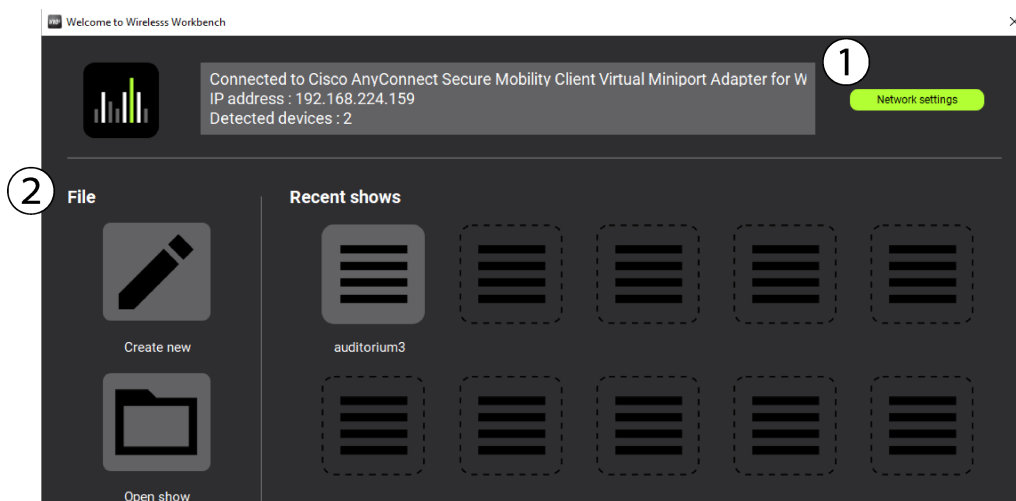 Welcome to Wirelesss Workbench
1
Connected to Cisco AnyConnect Secure Mobility Client Virtual Miniport Adapter for W
IP address : 192.168.224.159
Detected devices : 2
Network settings
2
File
Recent shows
Create new
auditorium3
Open show